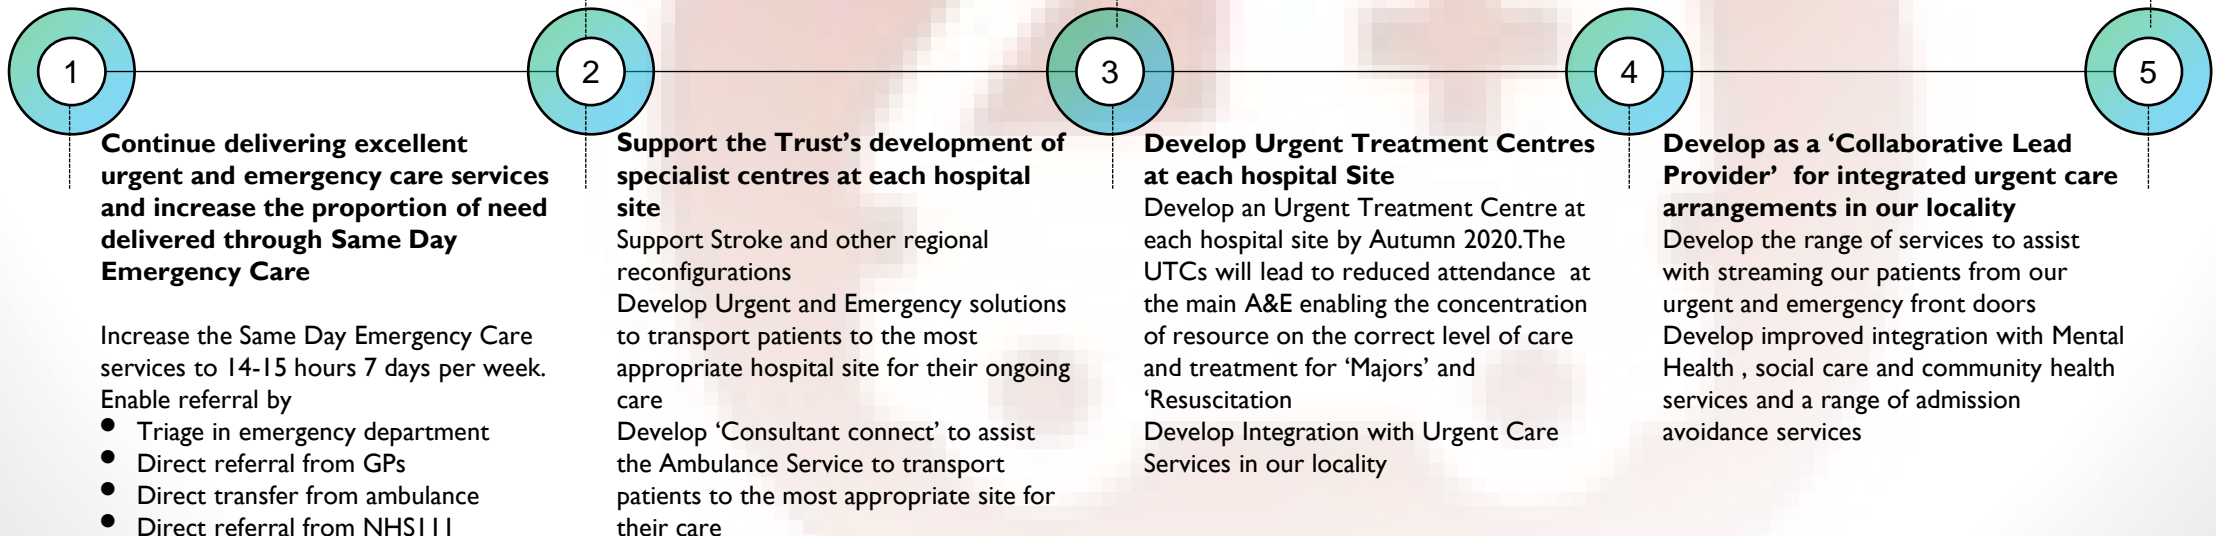 1
2
3
4
5
Continue delivering excellent
urgent and emergency care services
and increase the proportion of need
delivered through Same Day
Emergency Care
Increase the Same Day Emergency Care
services to 14-15 hours 7 days per week.
Enable referral by
• Triage in emergency department
• Direct referral from GPs
• Direct transfer from ambulance
• Direct referral from NHS111
Support the Trust’s development of
specialist centres at each hospital
site
Support Stroke and other regional
reconfigurations
Develop Urgent and Emergency solutions
to transport patients to the most
appropriate hospital site for their ongoing
care
Develop ‘Consultant connect’ to assist
the Ambulance Service to transport
patients to the most appropriate site for
their care
Develop Urgent Treatment Centres
at each hospital Site
Develop an Urgent Treatment Centre at
each hospital site by Autumn 2020.The
UTCs will lead to reduced attendance  at
the main A&E enabling the concentration
of resource on the correct level of care
and treatment for ‘Majors’ and
‘Resuscitation
Develop Integration with Urgent Care
Services in our locality
Develop as a ‘Collaborative Lead
Provider’  for integrated urgent care
arrangements in our locality
Develop the range of services to assist
with streaming our patients from our
urgent and emergency front doors
Develop improved integration with Mental
Health , social care and community health
services and a range of admission
avoidance services